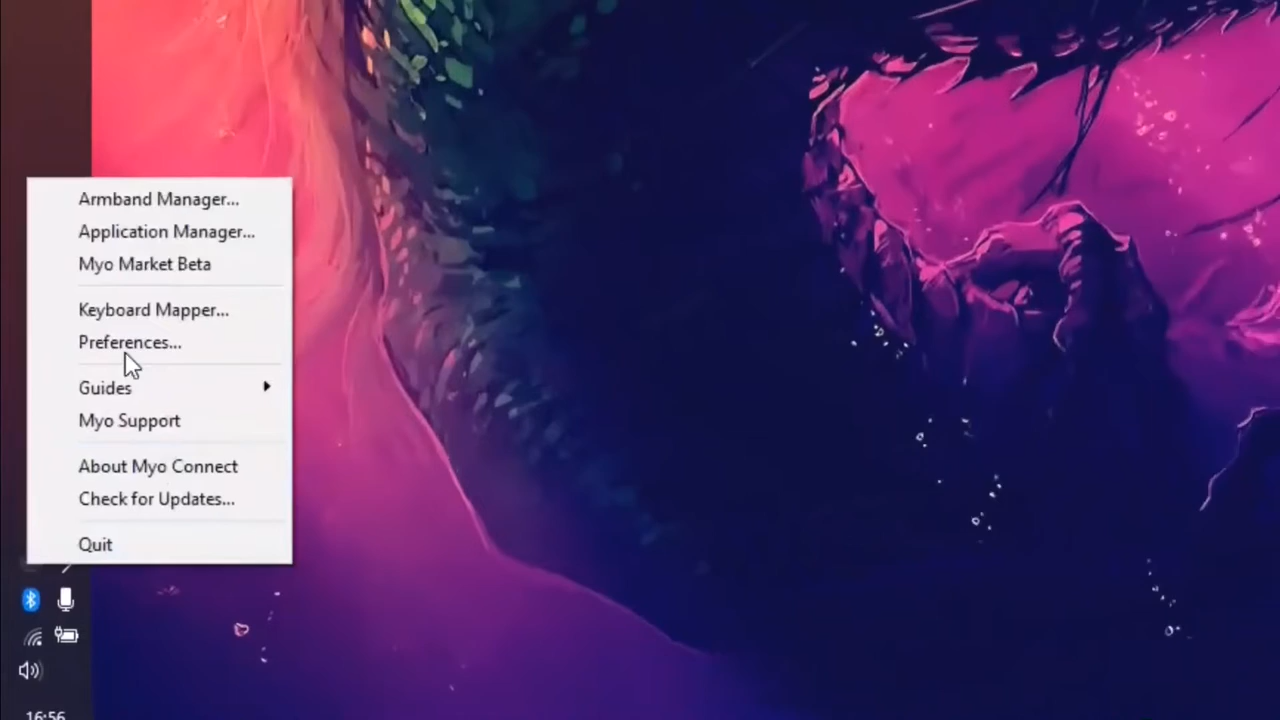 Armband Manager...
Application Manager...
Myo Market Beta
Keyboard Mapper...
Preferences...
Guides
Myo Support
About Myo Connect
Check for Updates...
Quit
16:56